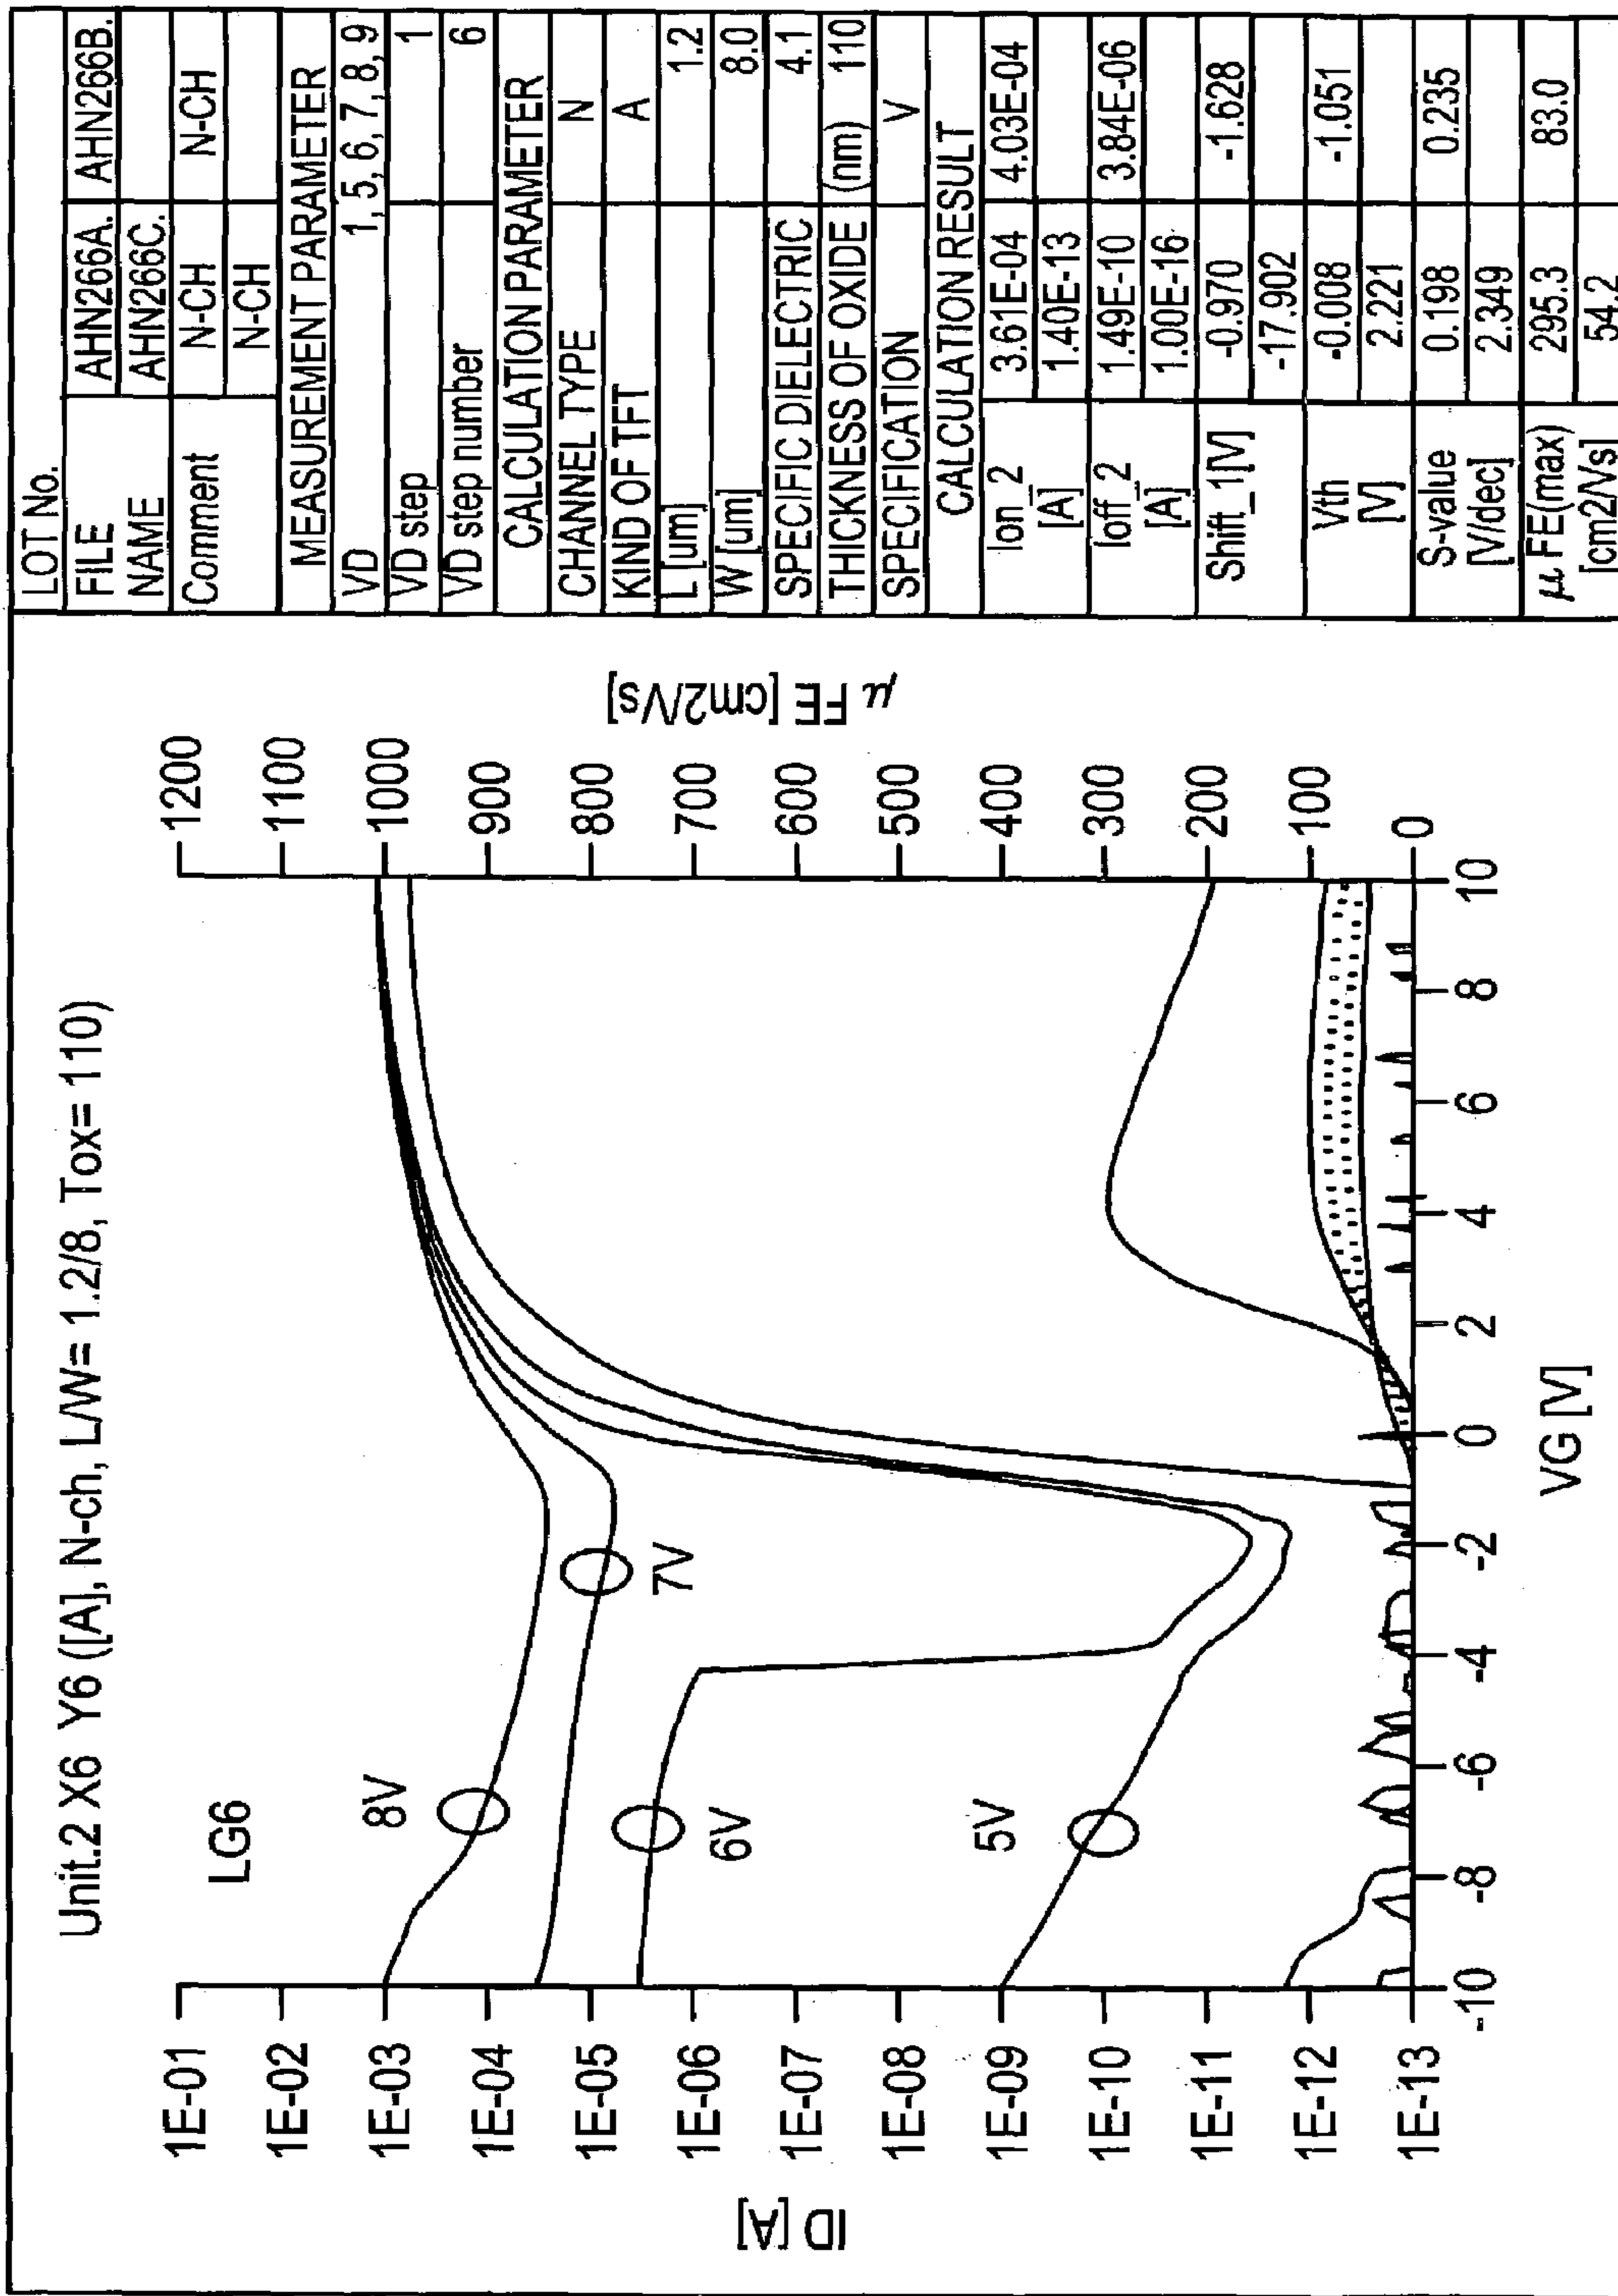 Unit.2 X6 Y6 ([A], N-ch, L/W= 1.2/8, Tox= 110)
LG6
ID [A]
1E-01
1E-02
1E-03
1E-04
1E-05
1E-06
1E-07
1E-08
1E-09
1E-10
1E-11
1E-12
1E-13
8V
7V
6V
5V
-10
-8
-6
-4
-2
0
2
4
6
8
10
VG [V]
1200
1100
1000
900
800
700
600
500
400
300
200
100
0
μ FE [cm2/Vs]
LOT No.
FILE AHN266A. AHN266B.
NAME AHN266C.
Comment N-CH N-CH
N-CH
MEASUREMENT PARAMETER
VD 1, 5, 6, 7, 8, 9
VD step 1
VD step number 6
CALCULATION PARAMETER
CHANNEL TYPE N
KIND OF TFT A
L [um] 1.2
W [um] 8.0
SPECIFIC DIELECTRIC 4.1
THICKNESS OF OXIDE (nm) 110
SPECIFICATION V
CALCULATION RESULT
Ion_2 3.61E-04 4.03E-04
[A] 1.40E-13
Ioff_2 1.49E-10 3.84E-06
[A] 1.00E-16
Shift_1[V] -0.970 -1.628
-17.902
Vth -0.008 -1.051
[V] 2.221
S-value 0.198 0.235
[V/dec] 2.349
μ FE(max) 295.3 83.0
[cm2/Vs] 54.2